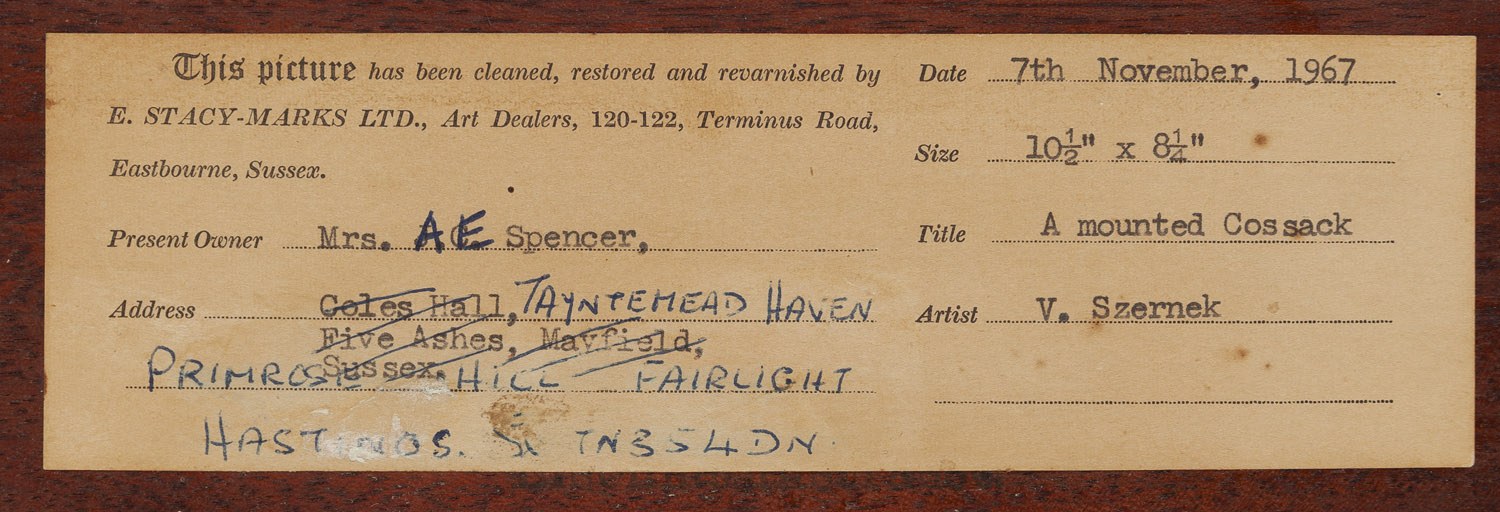 This picture has been cleaned, restored and revarnished by
E. STACY-MARKS LTD., Art Dealers, 120-122, Terminus Road,
Eastbourne, Sussex.
Present Owner Mrs. AE Spencer,
Address Coles Hall, TAYNTEMEAD HAVEN
Five Ashes, Mayfield,
Sussex.
PRIMROSE HILL FAIRLIGHT
HASTINGS. TN354DN.
Date 7th November, 1967
Size 10½" x 8¼"
Title A mounted Cossack
Artist V. Szernek